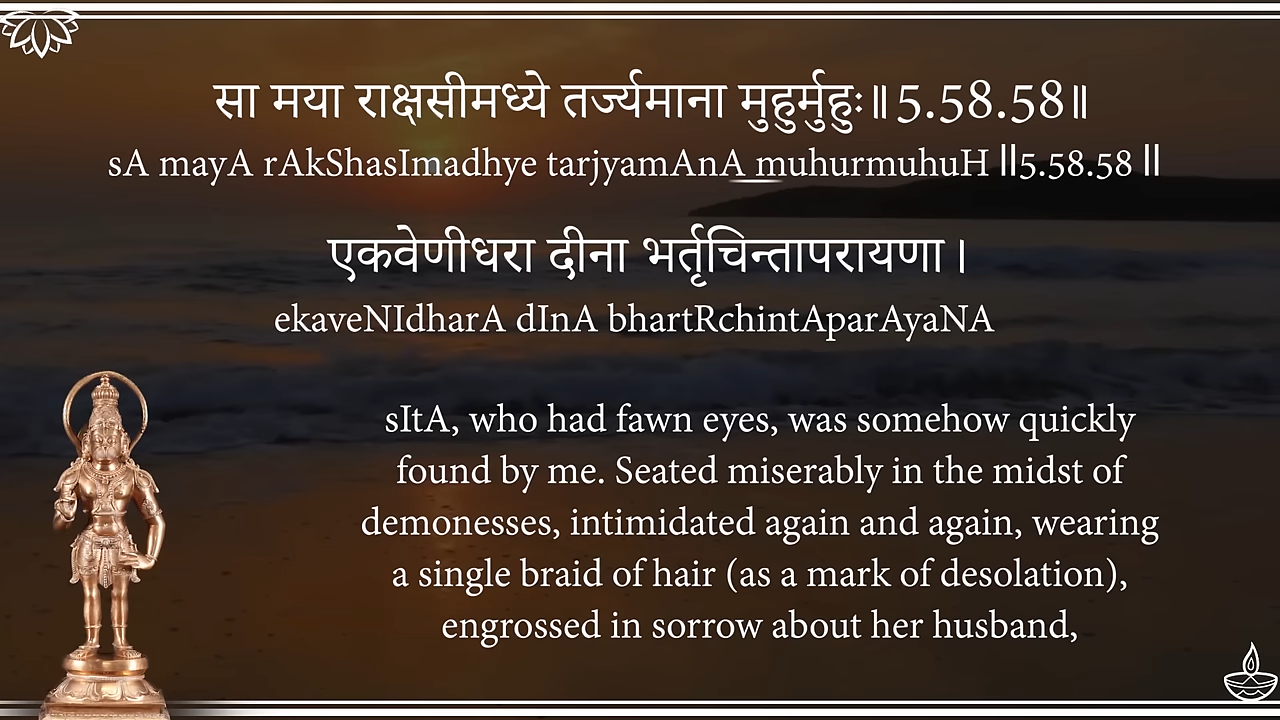 सा मया राक्षसीमध्ये तर्ज्यमाना मुहुर्मुहुः॥ 5.58.58॥
sA mayA rAkShasImadhye tarjyamAnA muhurmuhuH ||5.58.58 ||
एकवेणीधरा दीना भर्तृचिन्तापरायणा ।
ekaveNIdharA dInA bhartRchintAparAyaNA
sItA, who had fawn eyes, was somehow quickly
found by me. Seated miserably in the midst of
demonesses, intimidated again and again, wearing
a single braid of hair (as a mark of desolation),
engrossed in sorrow about her husband,